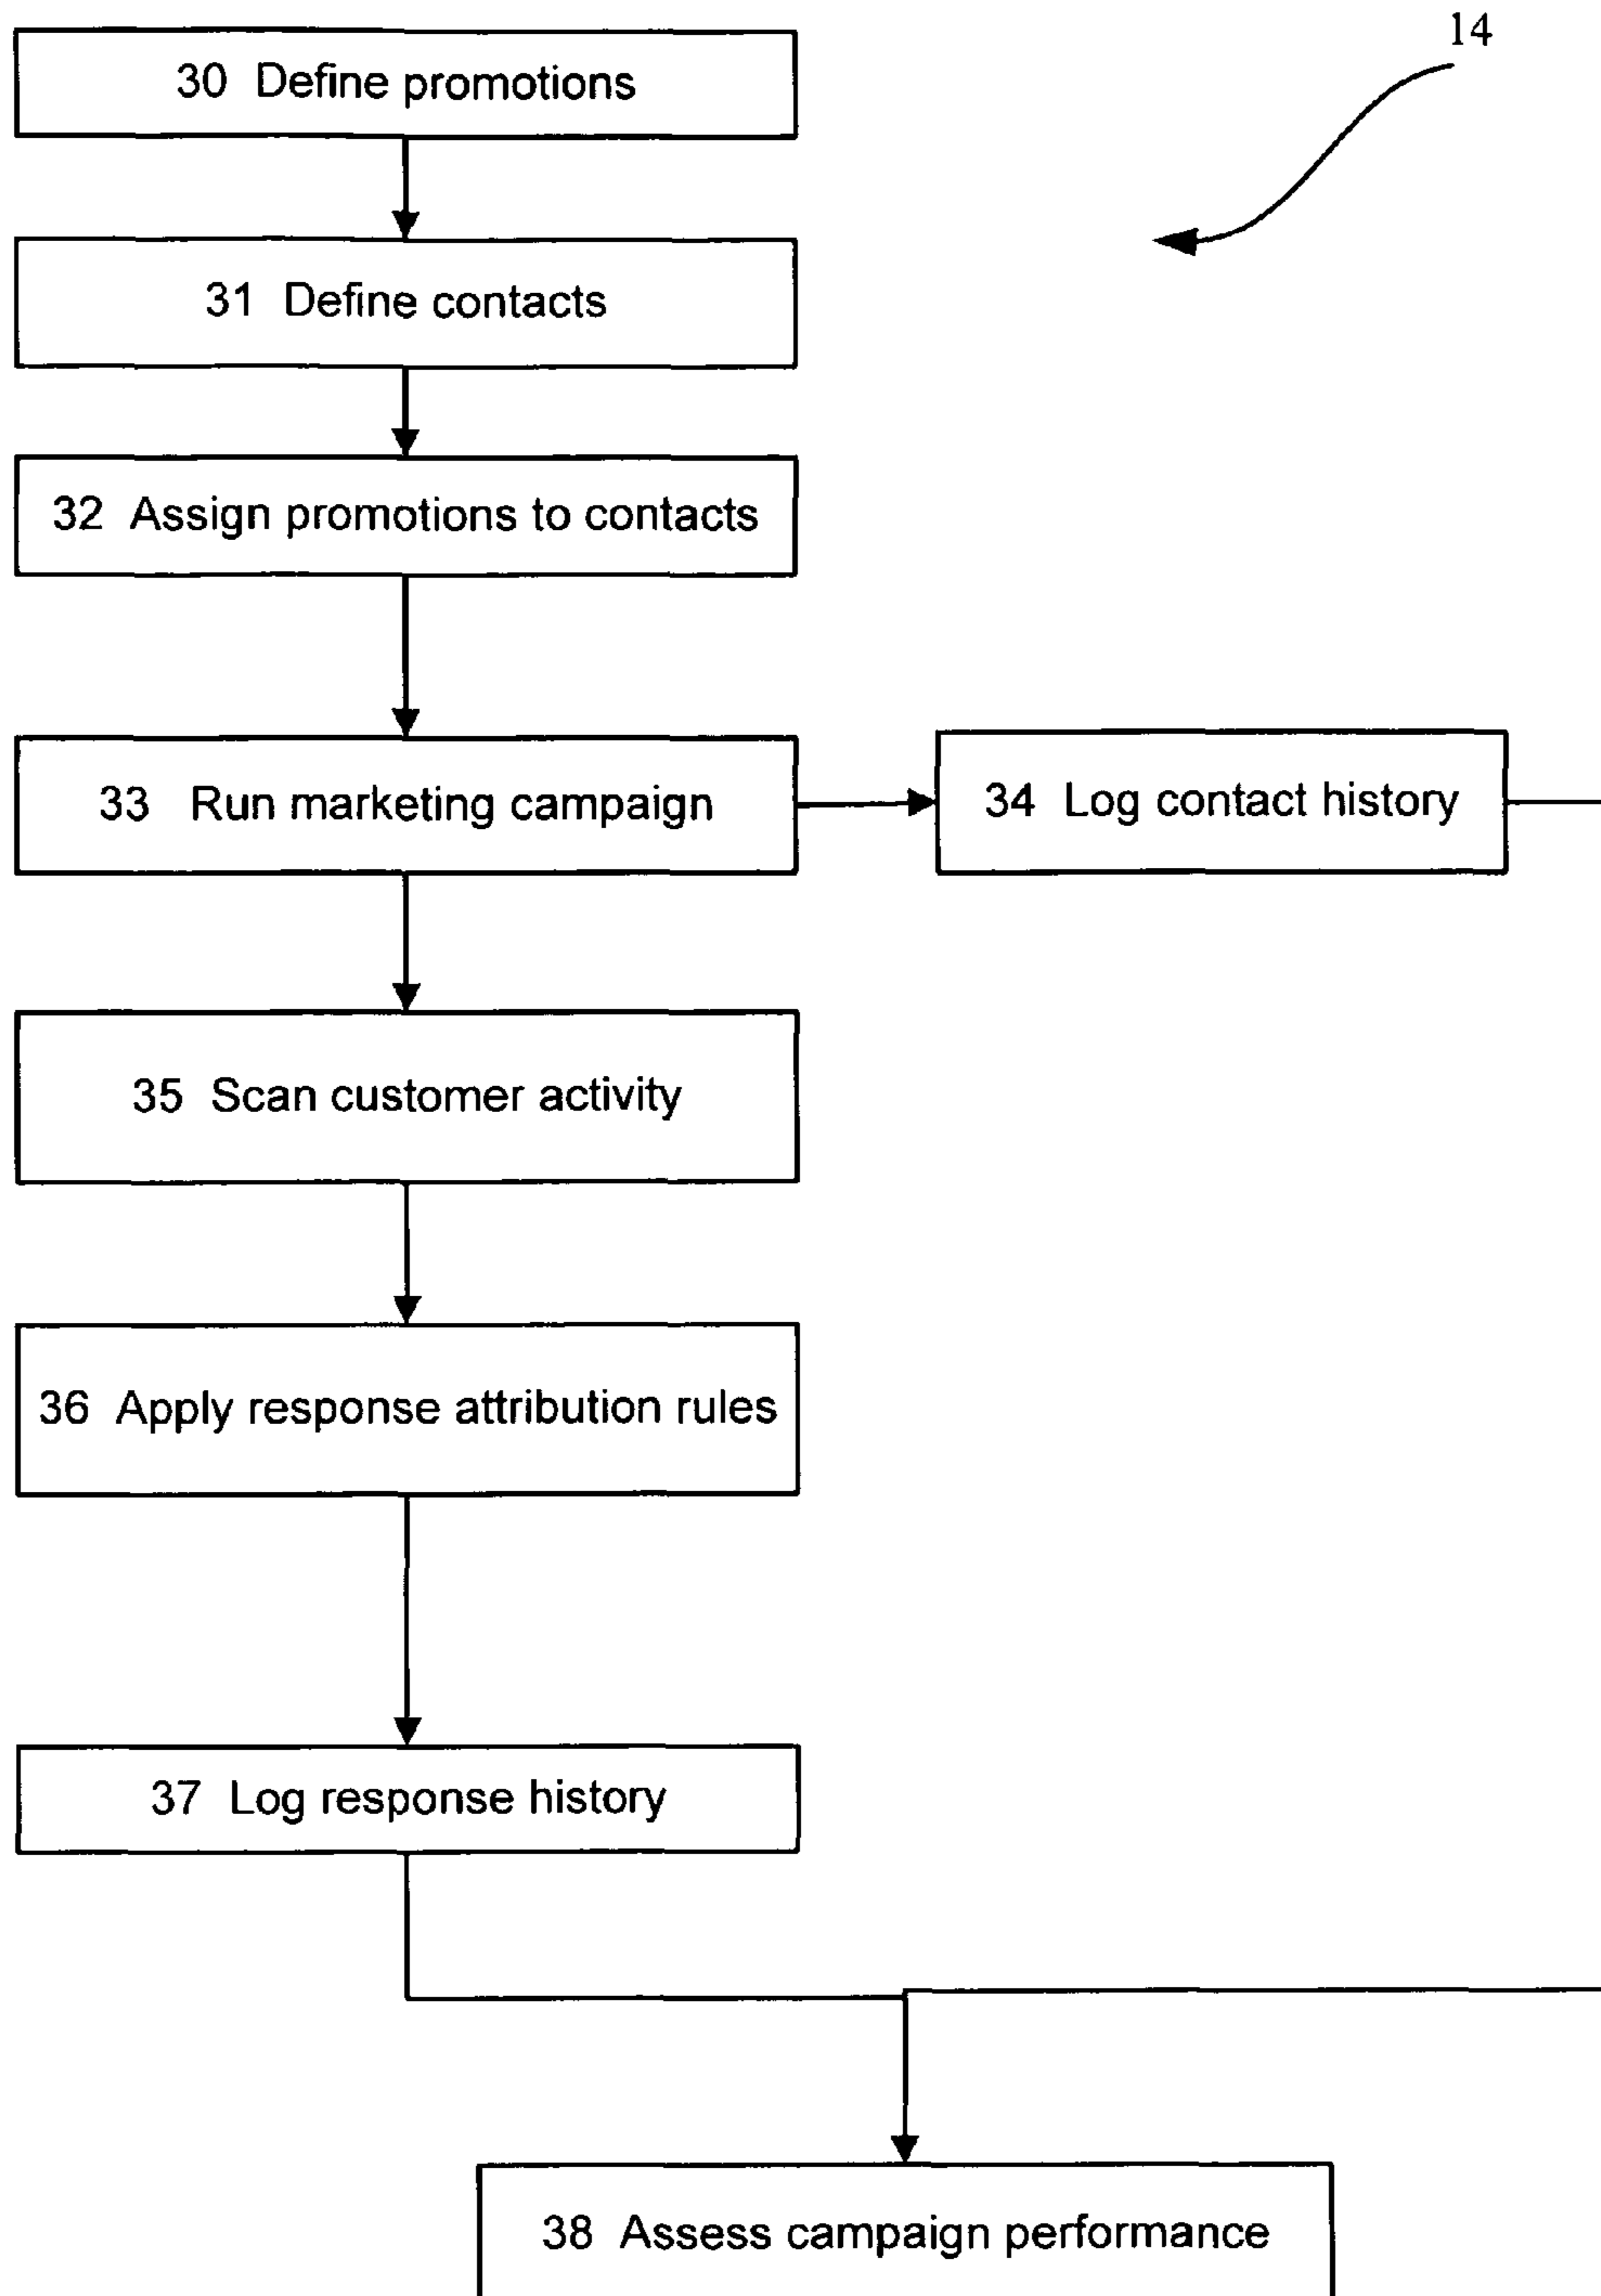 14
30 Define promotions
31 Define contacts
32 Assign promotions to contacts
33 Run marketing campaign
34 Log contact history
35 Scan customer activity
36 Apply response attribution rules
37 Log response history
38 Assess campaign performance